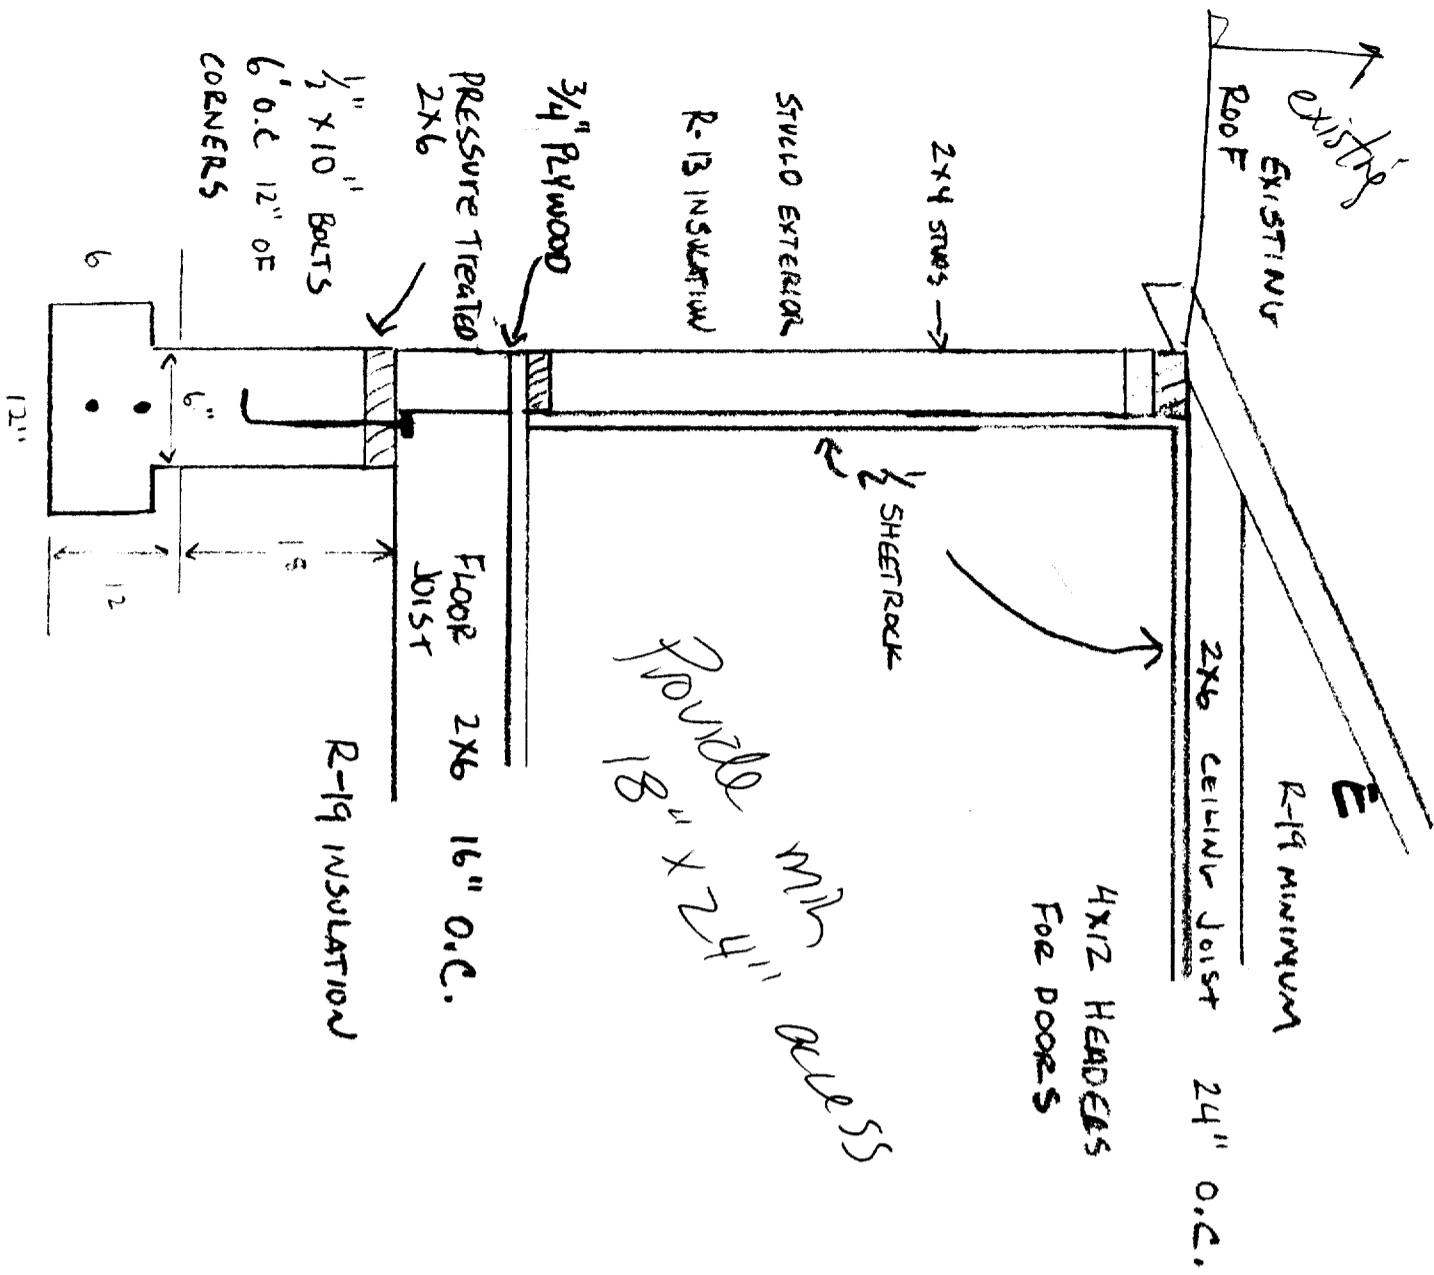 existing
EXISTING
ROOF
E
R-19 MINIMUM
2X6 CEILING JOIST 24" O.C.
4X12 HEADERS
FOR DOORS
2X4 STUDS
1/2 SHEETROCK
STUCCO EXTERIOR
R-13 INSULATION
Provide min
18" X 24" access
3/4" PLYWOOD
PRESSURE TREATED
2X6
FLOOR 2X6 16" O.C.
JOIST
R-19 INSULATION
1/2" X 10" BOLTS
6' O.C 12" OF
CORNERS
6"
18
6
12
12"